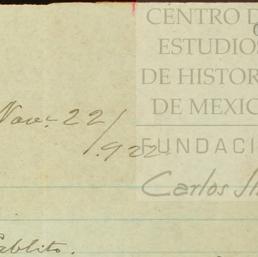 CENTRO D
ESTUDIO
DE HISTOR
DE MEXIC
FUNDACI
Carlos Sl
Nov. 22/
1922
ablito.